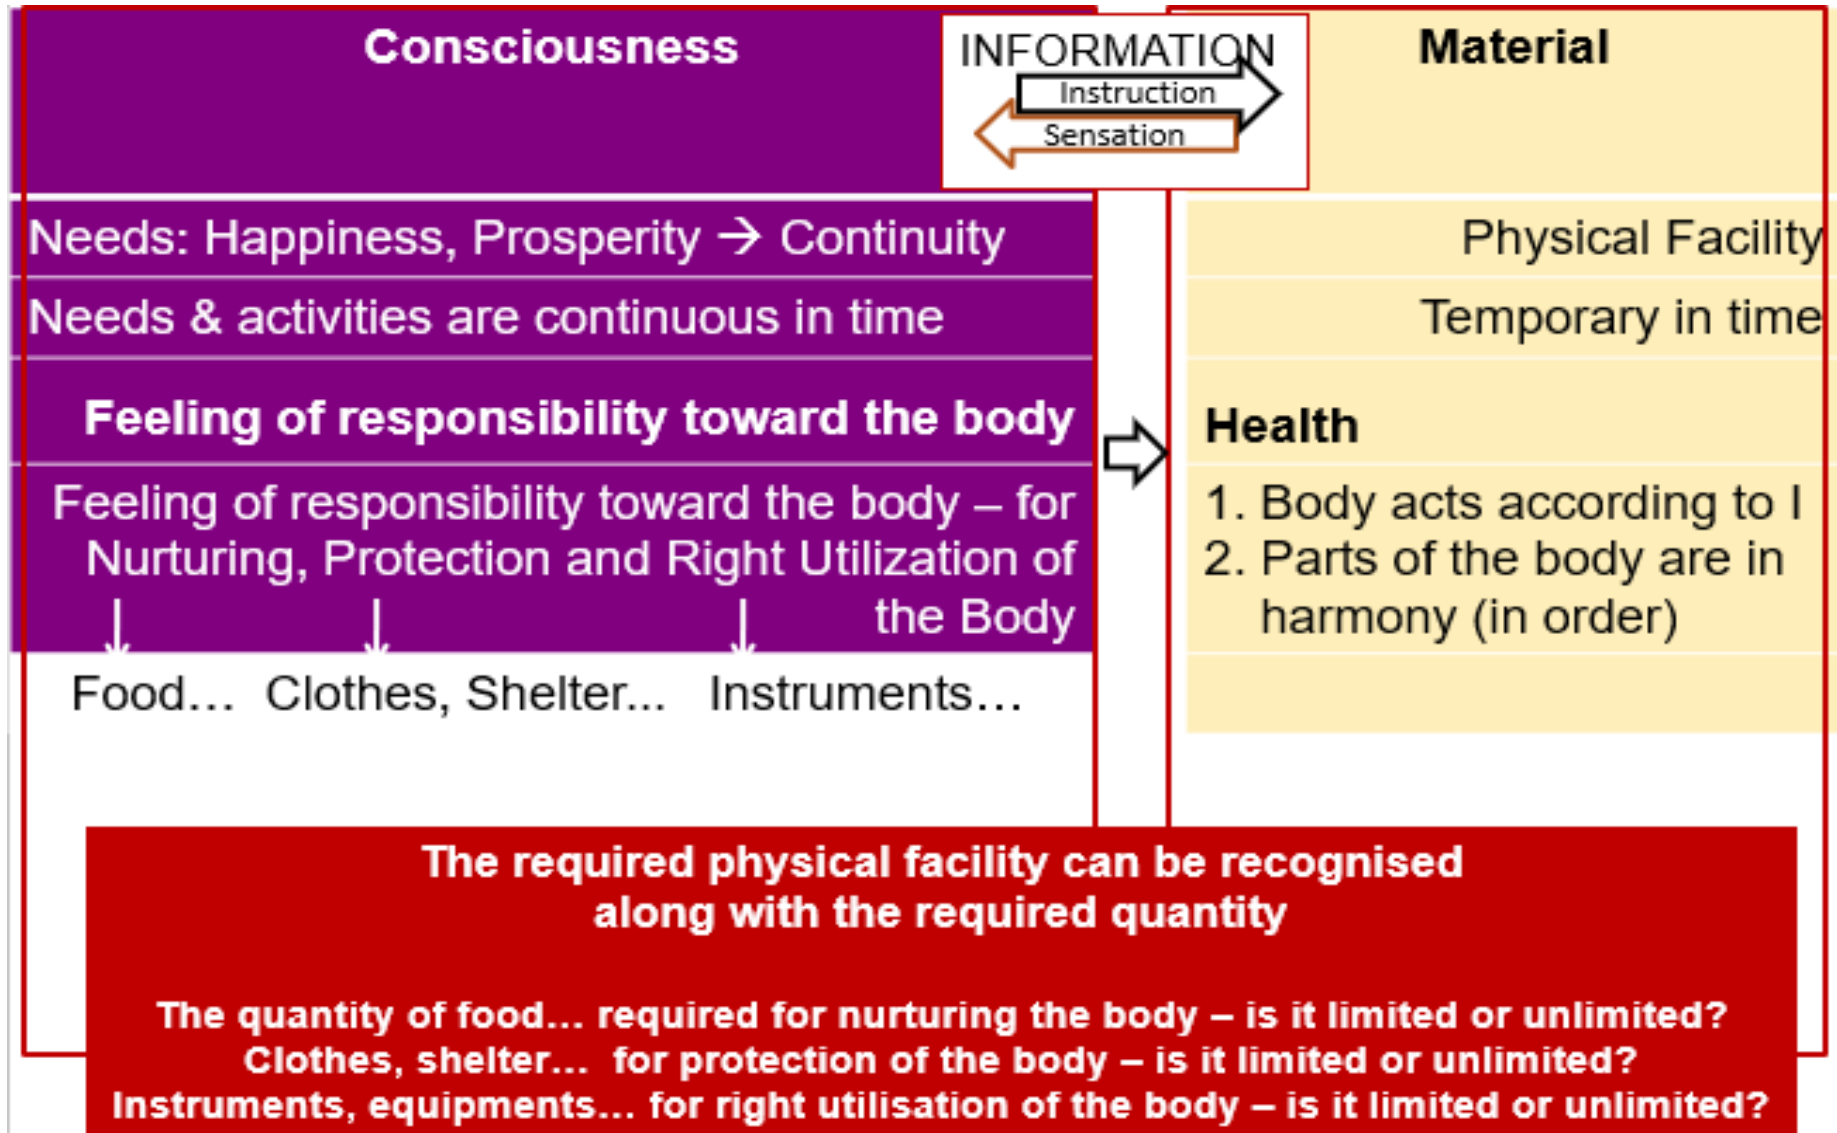 Consciousness
INFORMATION
Instruction
Sensation
Material
Needs: Happiness, Prosperity → Continuity
Physical Facility
Needs & activities are continuous in time
Temporary in time
Feeling of responsibility toward the body
Health
Feeling of responsibility toward the body – for
Nurturing, Protection and Right Utilization of
the Body
1. Body acts according to I
2. Parts of the body are in
harmony (in order)
Food… Clothes, Shelter... Instruments…
The required physical facility can be recognised
along with the required quantity
The quantity of food… required for nurturing the body – is it limited or unlimited?
Clothes, shelter… for protection of the body – is it limited or unlimited?
Instruments, equipments… for right utilisation of the body – is it limited or unlimited?